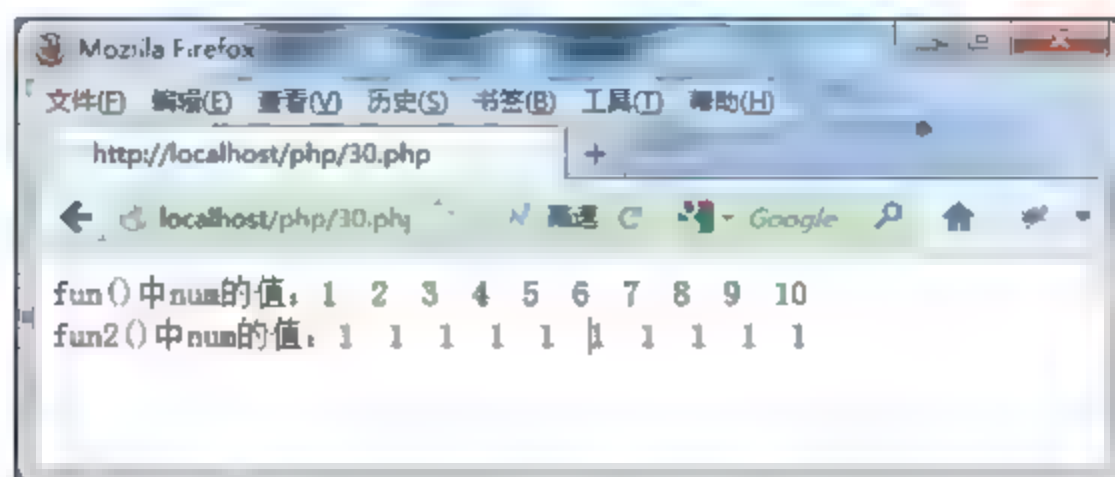 Mozilla Firefox
文件(F) 编辑(E) 查看(V) 历史(S) 书签(B) 工具(T) 帮助(H)
http://localhost/php/30.php +
localhost/php/30.php Google
fun()中num的值：1 2 3 4 5 6 7 8 9 10
fun2()中num的值：1 1 1 1 1 1 1 1 1 1